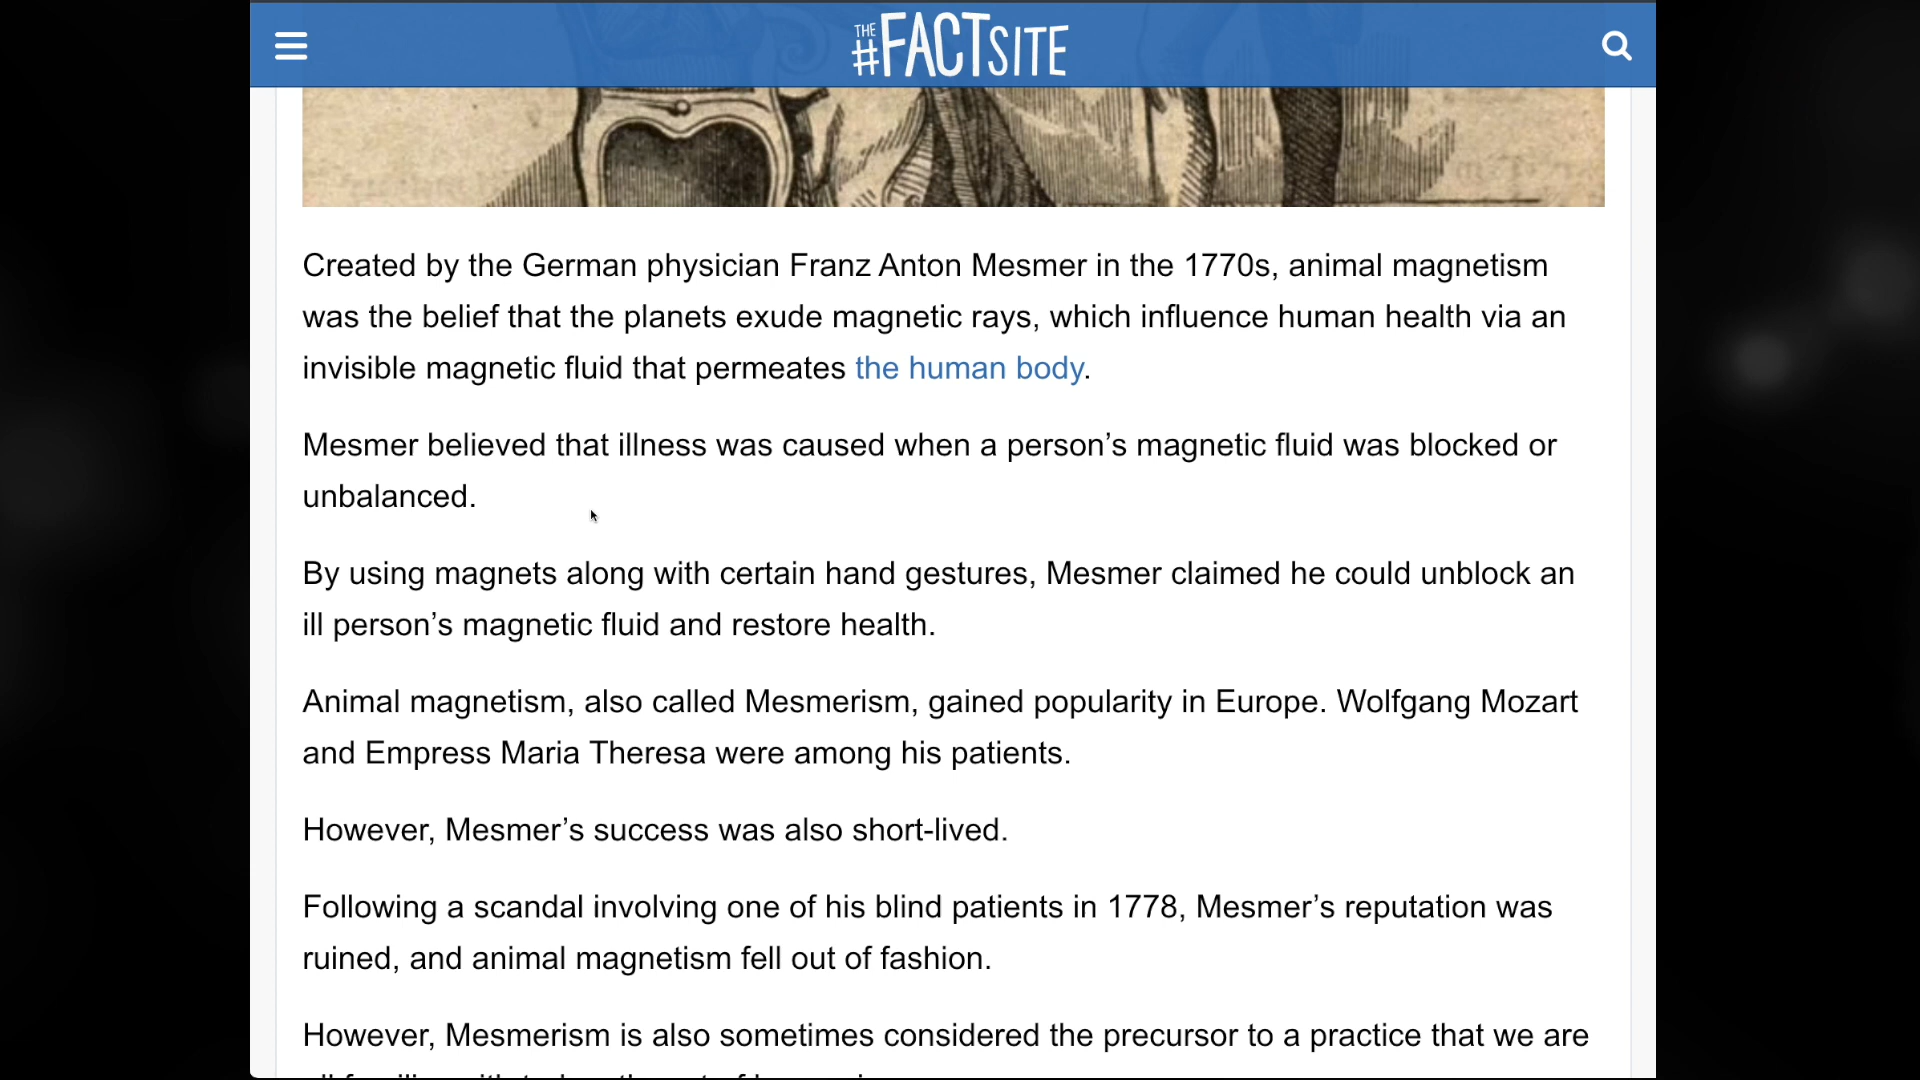 THE
#FACTSITE
Created by the German physician Franz Anton Mesmer in the 1770s, animal magnetism
was the belief that the planets exude magnetic rays, which influence human health via an
invisible magnetic fluid that permeates the human body.
Mesmer believed that illness was caused when a person’s magnetic fluid was blocked or
unbalanced.
By using magnets along with certain hand gestures, Mesmer claimed he could unblock an
ill person’s magnetic fluid and restore health.
Animal magnetism, also called Mesmerism, gained popularity in Europe. Wolfgang Mozart
and Empress Maria Theresa were among his patients.
However, Mesmer’s success was also short-lived.
Following a scandal involving one of his blind patients in 1778, Mesmer’s reputation was
ruined, and animal magnetism fell out of fashion.
However, Mesmerism is also sometimes considered the precursor to a practice that we are